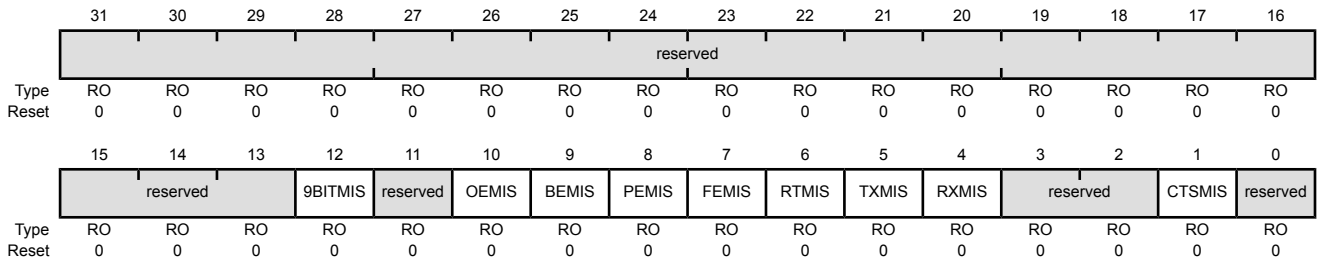 31 30 29 28 27 26 25 24 23 22 21 20 19 18 17 16
reserved
Type RO RO RO RO RO RO RO RO RO RO RO RO RO RO RO RO
Reset 0 0 0 0 0 0 0 0 0 0 0 0 0 0 0 0
15 14 13 12 11 10 9 8 7 6 5 4 3 2 1 0
reserved 9BITMIS reserved OEMIS BEMIS PEMIS FEMIS RTMIS TXMIS RXMIS reserved CTSMIS reserved
Type RO RO RO RO RO RO RO RO RO RO RO RO RO RO RO RO
Reset 0 0 0 0 0 0 0 0 0 0 0 0 0 0 0 0